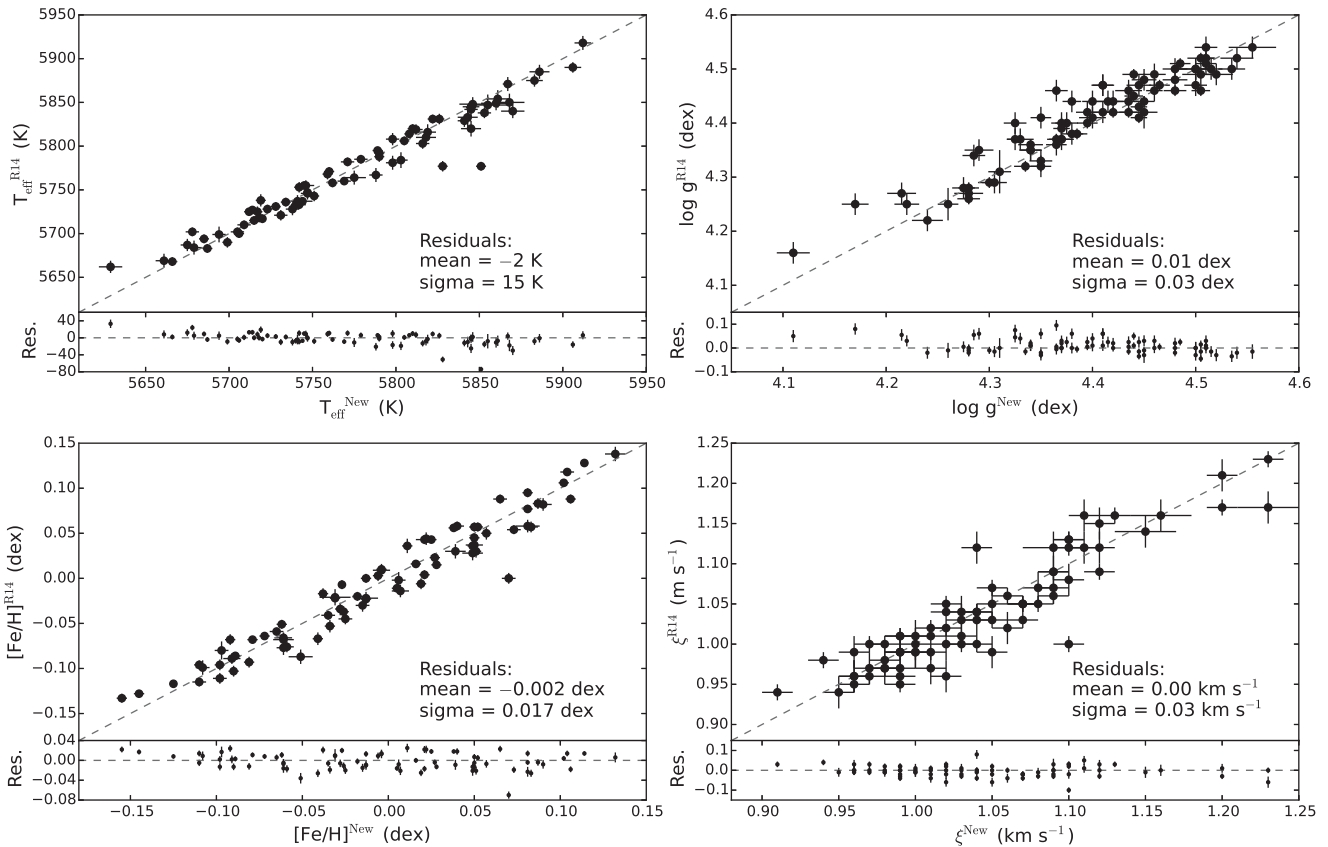 5950
5900
5850
5800
5750
5700
5650
T_eff^R14 (K)
Residuals:
mean = −2 K
sigma = 15 K
40
0
−40
−80
Res.
5650 5700 5750 5800 5850 5900 5950
T_eff^New (K)
4.6
4.5
4.4
4.3
4.2
4.1
log g^R14 (dex)
Residuals:
mean = 0.01 dex
sigma = 0.03 dex
0.1
0.0
−0.1
Res.
4.1 4.2 4.3 4.4 4.5 4.6
log g^New (dex)
0.15
0.10
0.05
0.00
−0.05
−0.10
−0.15
[Fe/H]^R14 (dex)
Residuals:
mean = −0.002 dex
sigma = 0.017 dex
0.04
0.00
−0.04
−0.08
Res.
−0.15 −0.10 −0.05 0.00 0.05 0.10 0.15
[Fe/H]^New (dex)
1.25
1.20
1.15
1.10
1.05
1.00
0.95
0.90
ξ^R14 (m s^−1)
Residuals:
mean = 0.00 km s^−1
sigma = 0.03 km s^−1
0.1
0.0
−0.1
Res.
0.90 0.95 1.00 1.05 1.10 1.15 1.20 1.25
ξ^New (km s^−1)